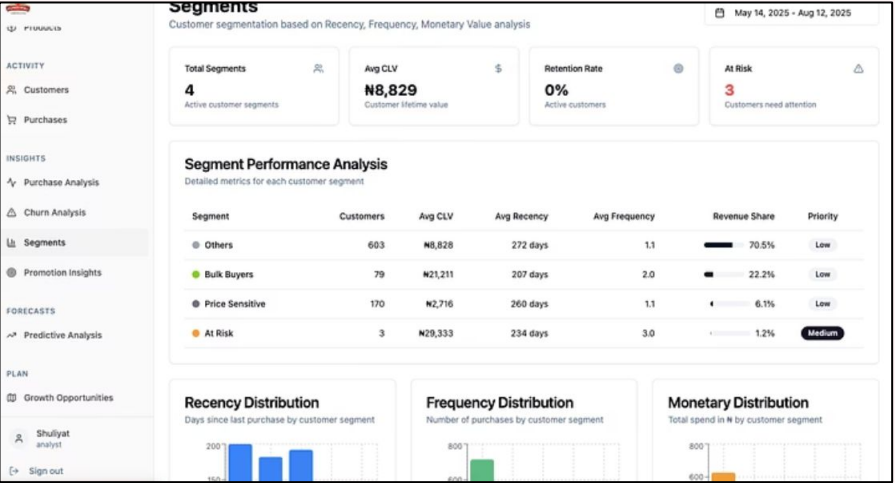 Segments
Customer segmentation based on Recency, Frequency, Monetary Value analysis
May 14, 2025 - Aug 12, 2025
Products
ACTIVITY
Customers
Purchases
INSIGHTS
Purchase Analysis
Churn Analysis
Segments
Promotion Insights
FORECASTS
Predictive Analysis
PLAN
Growth Opportunities
Shuliyat
analyst
Sign out
Total Segments
4
Active customer segments
Avg CLV
$
₦8,829
Customer lifetime value
Retention Rate
0%
Active customers
At Risk
3
Customers need attention
Segment Performance Analysis
Detailed metrics for each customer segment
Segment Customers Avg CLV Avg Recency Avg Frequency Revenue Share Priority
Others 603 ₦8,828 272 days 1.1 70.5% Low
Bulk Buyers 79 ₦21,211 207 days 2.0 22.2% Low
Price Sensitive 170 ₦2,716 260 days 1.1 6.1% Low
At Risk 3 ₦29,333 234 days 3.0 1.2% Medium
Recency Distribution
Days since last purchase by customer segment
200
150
Frequency Distribution
Number of purchases by customer segment
800
600
Monetary Distribution
Total spend in ₦ by customer segment
800
600